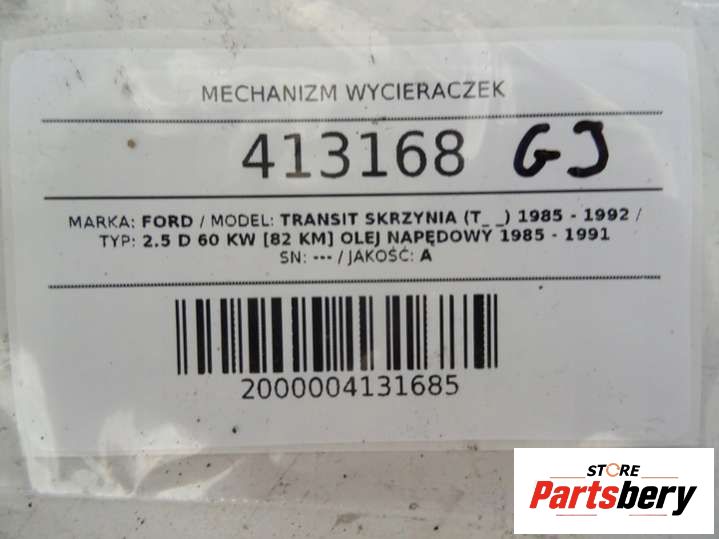 MECHANIZM WYCIERACZEK
413168 GJ
MARKA: FORD / MODEL: TRANSIT SKRZYNIA (T_ _) 1985 - 1992 /
TYP: 2.5 D 60 KW [82 KM] OLEJ NAPĘDOWY 1985 - 1991
SN: --- / JAKOŚĆ: A
2000004131685
STORE
Partsbery